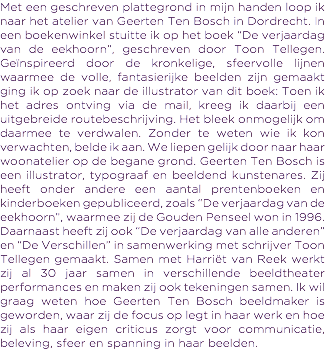 Met een geschreven plattegrond in mijn handen loop ik
naar het atelier van Geerten Ten Bosch in Dordrecht. In
een boekenwinkel stuitte ik op het boek “De verjaardag
van de eekhoorn”, geschreven door Toon Tellegen.
Geïnspireerd door de kronkelige, sfeervolle lijnen
waarmee de volle, fantasierijke beelden zijn gemaakt
ging ik op zoek naar de illustrator van dit boek: Toen ik
het adres ontving via de mail, kreeg ik daarbij een
uitgebreide routebeschrijving. Het bleek onmogelijk om
daarmee te verdwalen. Zonder te weten wie ik kon
verwachten, belde ik aan. We liepen gelijk door naar haar
woonatelier op de begane grond. Geerten Ten Bosch is
een illustrator, typograaf en beeldend kunstenares. Zij
heeft onder andere een aantal prentenboeken en
kinderboeken gepubliceerd, zoals “De verjaardag van de
eekhoorn”, waarmee zij de Gouden Penseel won in 1996.
Daarnaast heeft zij ook “De verjaardag van alle anderen”
en “De Verschillen” in samenwerking met schrijver Toon
Tellegen gemaakt. Samen met Harriët van Reek werkt
zij al 30 jaar samen in verschillende beeldtheater
performances en maken zij ook tekeningen samen. Ik wil
graag weten hoe Geerten Ten Bosch beeldmaker is
geworden, waar zij de focus op legt in haar werk en hoe
zij als haar eigen criticus zorgt voor communicatie,
beleving, sfeer en spanning in haar beelden.